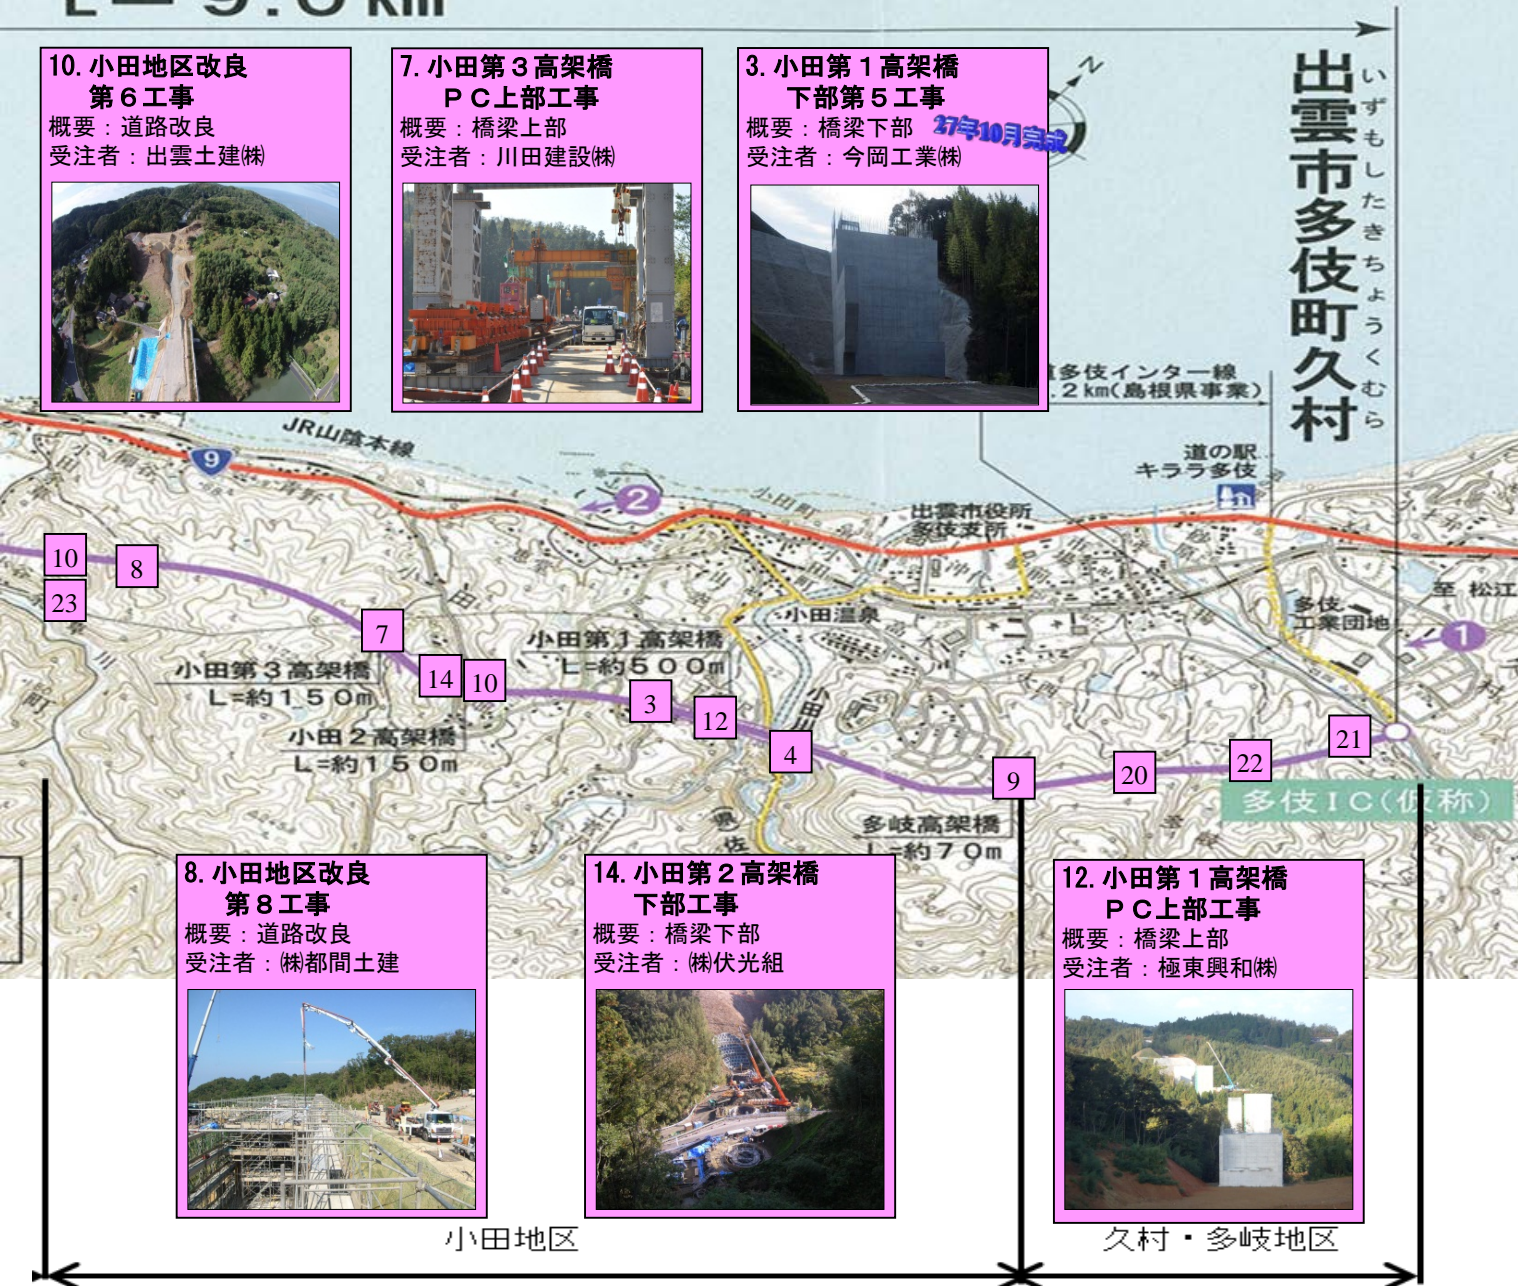 10. 小田地区改良
第６工事
概要：道路改良
受注者：出雲土建㈱
7. 小田第３高架橋
ＰＣ上部工事
概要：橋梁上部
受注者：川田建設㈱
3. 小田第１高架橋
下部第５工事
概要：橋梁下部
27年10月完成
受注者：今岡工業㈱
N
出雲市多伎町久村
いずもしたきちょうくむら
多伎インター線
.2km(島根県事業)
道の駅
キララ多伎
JR山陰本線
9
2
小田町
出雲市役所
多伎支所
小田温泉
至 松江
多伎
工業団地
1
10
8
23
7
14
10
3
12
4
9
20
22
21
小田第３高架橋
L=約150m
小田２高架橋
L=約150m
小田第１高架橋
L=約500m
小田川
多岐高架橋
L=約70m
多伎IC(仮称)
8. 小田地区改良
第８工事
概要：道路改良
受注者：㈱都間土建
14. 小田第２高架橋
下部工事
概要：橋梁下部
受注者：㈱伏光組
12. 小田第１高架橋
ＰＣ上部工事
概要：橋梁上部
受注者：極東興和㈱
小田地区
久村・多岐地区